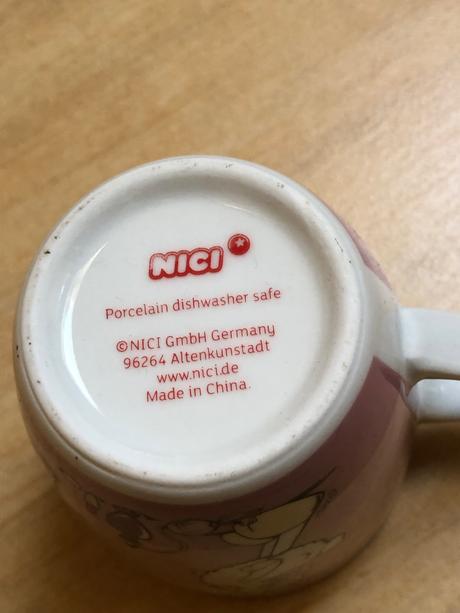 NICI
Porcelain dishwasher safe
©NICI GmbH Germany
96264 Altenkunstadt
www.nici.de
Made in China.